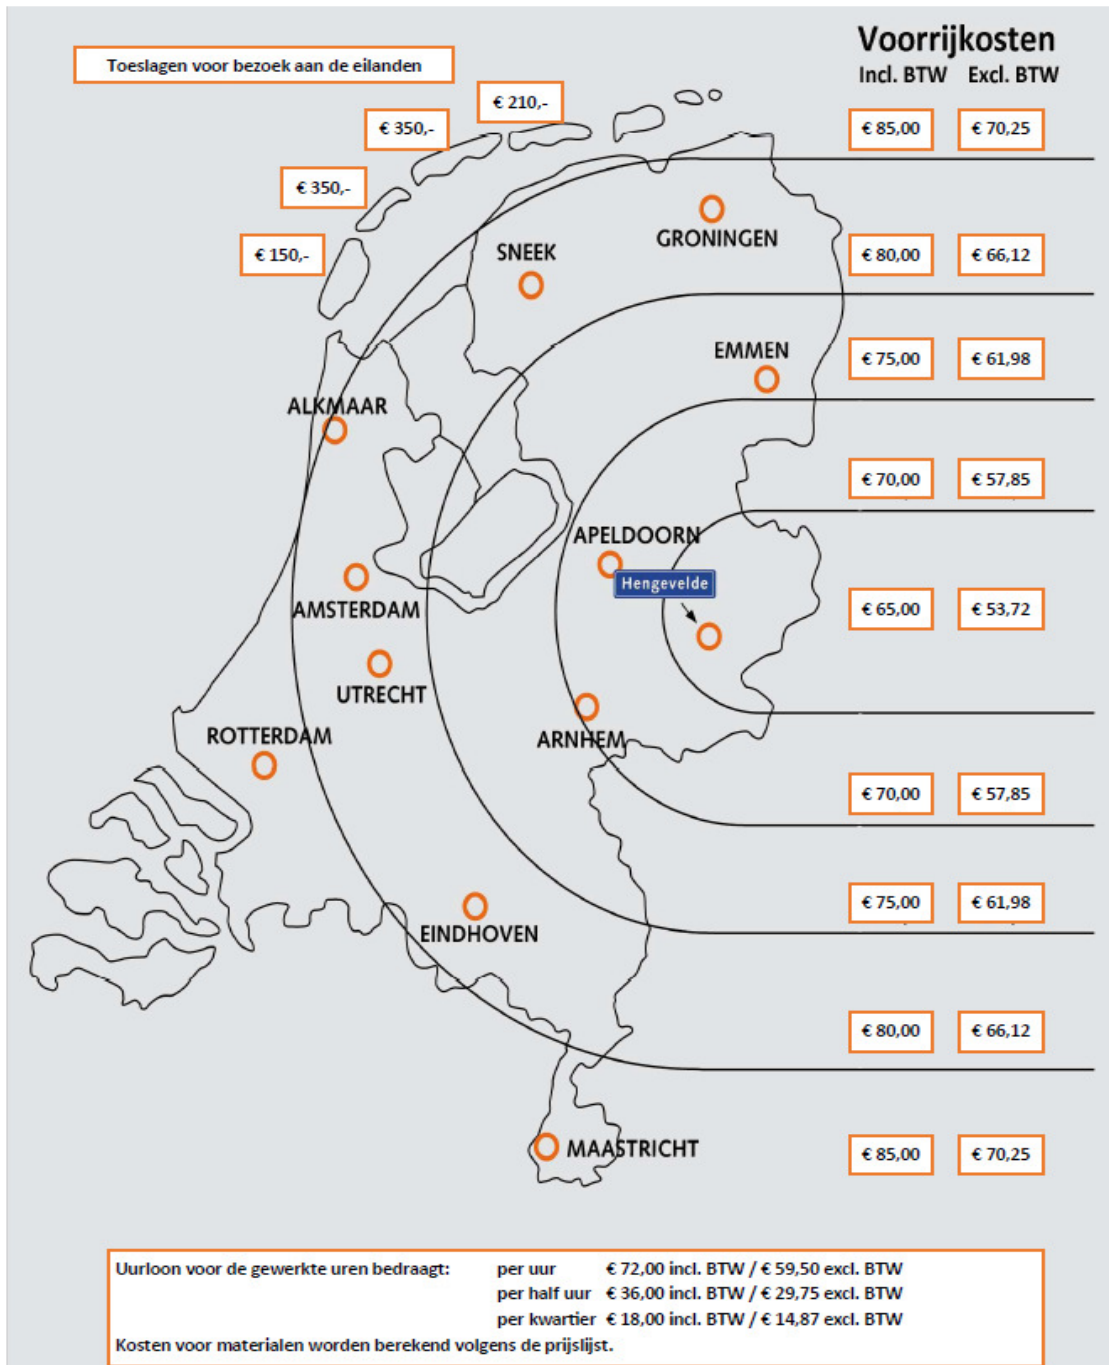 Voorrijkosten
Incl. BTW Excl. BTW
Toeslagen voor bezoek aan de eilanden
€ 210,-
€ 350,-
€ 350,-
€ 150,-
€ 85,00 € 70,25
GRONINGEN
SNEEK
€ 80,00 € 66,12
EMMEN
€ 75,00 € 61,98
ALKMAAR
€ 70,00 € 57,85
APELDOORN
Hengevelde
AMSTERDAM
€ 65,00 € 53,72
UTRECHT
ROTTERDAM
ARNHEM
€ 70,00 € 57,85
€ 75,00 € 61,98
EINDHOVEN
€ 80,00 € 66,12
MAASTRICHT
€ 85,00 € 70,25
Uurloon voor de gewerkte uren bedraagt: per uur € 72,00 incl. BTW / € 59,50 excl. BTW
per half uur € 36,00 incl. BTW / € 29,75 excl. BTW
per kwartier € 18,00 incl. BTW / € 14,87 excl. BTW
Kosten voor materialen worden berekend volgens de prijslijst.